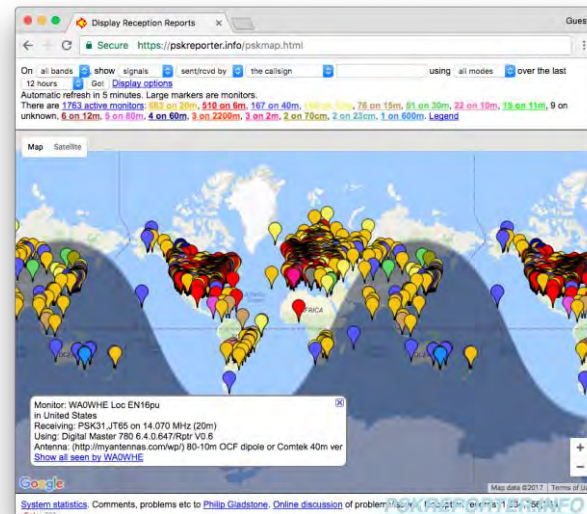 Display Reception Reports
Gues
Secure https://pskreporter.info/pskmap.html
On all bands, show signals sent/rcvd by the callsign using all modes over the last
12 hours Go! Display options
Automatic refresh in 5 minutes. Large markers are monitors.
There are 1763 active monitors: 683 on 20m, 510 on 6m, 167 on 40m, 76 on 15m, 51 on 30m, 22 on 10m, 15 on 11m, 9 on
unknown, 6 on 12m, 5 on 80m, 4 on 60m, 3 on 2200m, 3 on 2m, 2 on 70cm, 2 on 23cm, 1 on 600m. Legend
Map Satellite
AFRICA
Monitor: WA0WHE Loc EN16pu
in United States
Receiving: PSK31,JT65 on 14.070 MHz (20m)
Using: Digital Master 780 6.4.0.647/Rptr V0.6
Antenna: (http://myantennas.com/wp/) 80-10m OCF dipole or Comtek 40m ver
Show all seen by WA0WHE
Google
Map data ©2017 Terms of Us
System statistics. Comments, problems etc to Philip Gladstone. Online discussion of problems
PSKREPORTER.INFO